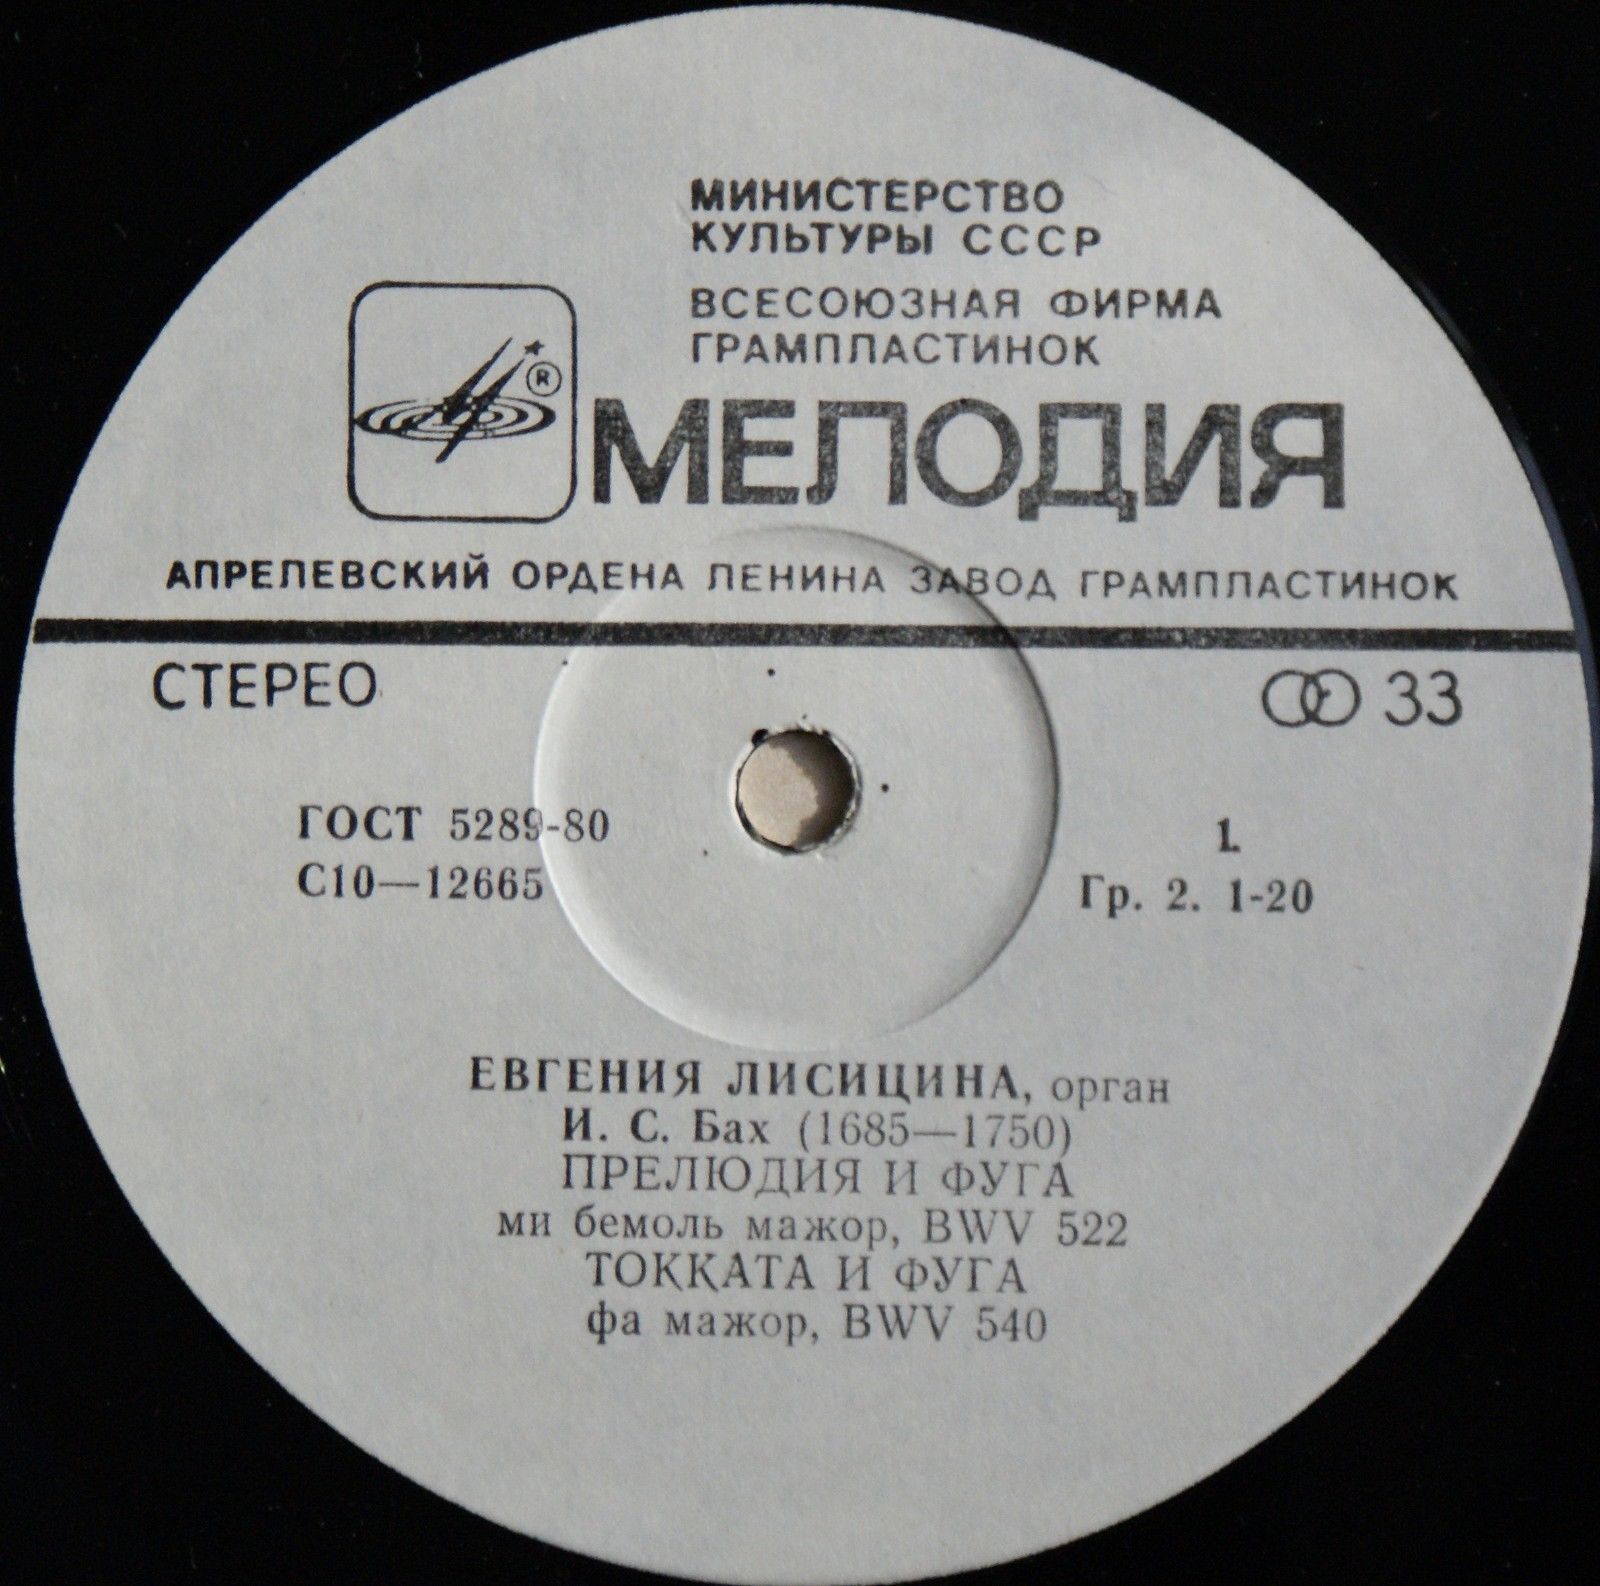 МИНИСТЕРСТВО
КУЛЬТУРЫ СССР
ВСЕСОЮЗНАЯ ФИРМА
ГРАМПЛАСТИНОК
®
МЕЛОДИЯ
АПРЕЛЕВСКИЙ ОРДЕНА ЛЕНИНА ЗАВОД ГРАМПЛАСТИНОК
СТЕРЕО
33
ГОСТ 5289-80
С10—12665
1.
Гр. 2. 1-20
ЕВГЕНИЯ ЛИСИЦИНА, орган
И. С. Бах (1685—1750)
ПРЕЛЮДИЯ И ФУГА
ми бемоль мажор, BWV 522
ТОККАТА И ФУГА
фа мажор, BWV 540